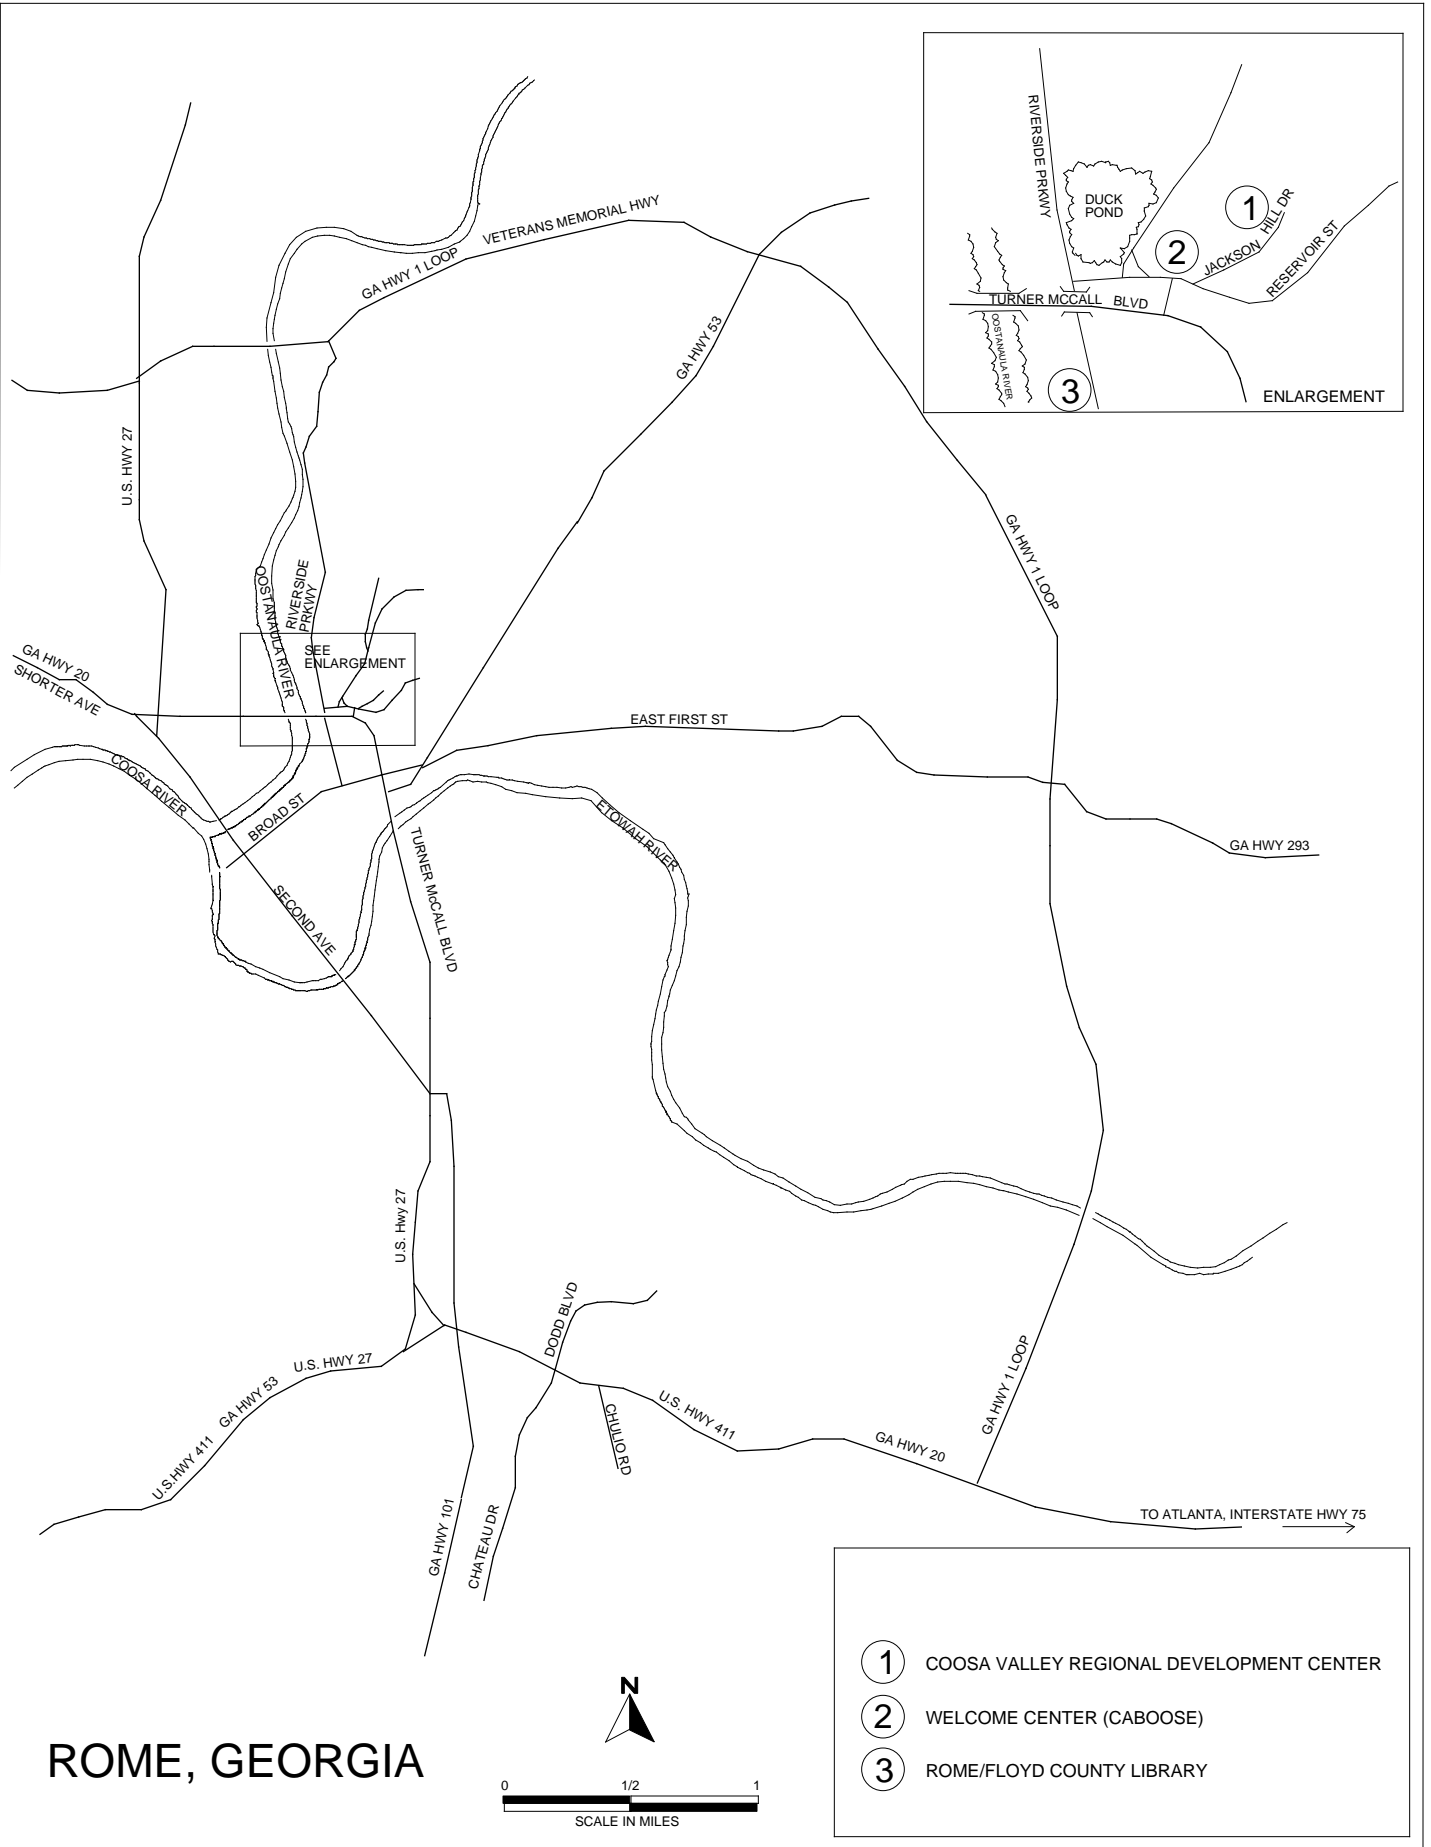 RIVERSIDE PRKWY
DUCK
POND
1
HILL DR
2
JACKSON
RESERVOIR ST
TURNER MCCALL BLVD
OOSTANAULA RIVER
3
ENLARGEMENT
VETERANS MEMORIAL HWY
GA HWY 1 LOOP
GA HWY 53
U.S. HWY 27
GA HWY 1 LOOP
OOSTANAULA RIVER
RIVERSIDE
PRKWY
SEE
ENLARGEMENT
GA HWY 20
SHORTER AVE
EAST FIRST ST
COOSA RIVER
BROAD ST
ETOWAH RIVER
TURNER McCALL BLVD
GA HWY 293
SECOND AVE
U.S. Hwy 27
DODD BLVD
U.S. HWY 27
GA HWY 53
U.S.HWY 411
CHULIO RD
U.S. HWY 411
GA HWY 1 LOOP
GA HWY 20
GA HWY 101
CHATEAU DR
TO ATLANTA, INTERSTATE HWY 75
1 COOSA VALLEY REGIONAL DEVELOPMENT CENTER
2 WELCOME CENTER (CABOOSE)
3 ROME/FLOYD COUNTY LIBRARY
N
ROME, GEORGIA
0 1/2 1
SCALE IN MILES